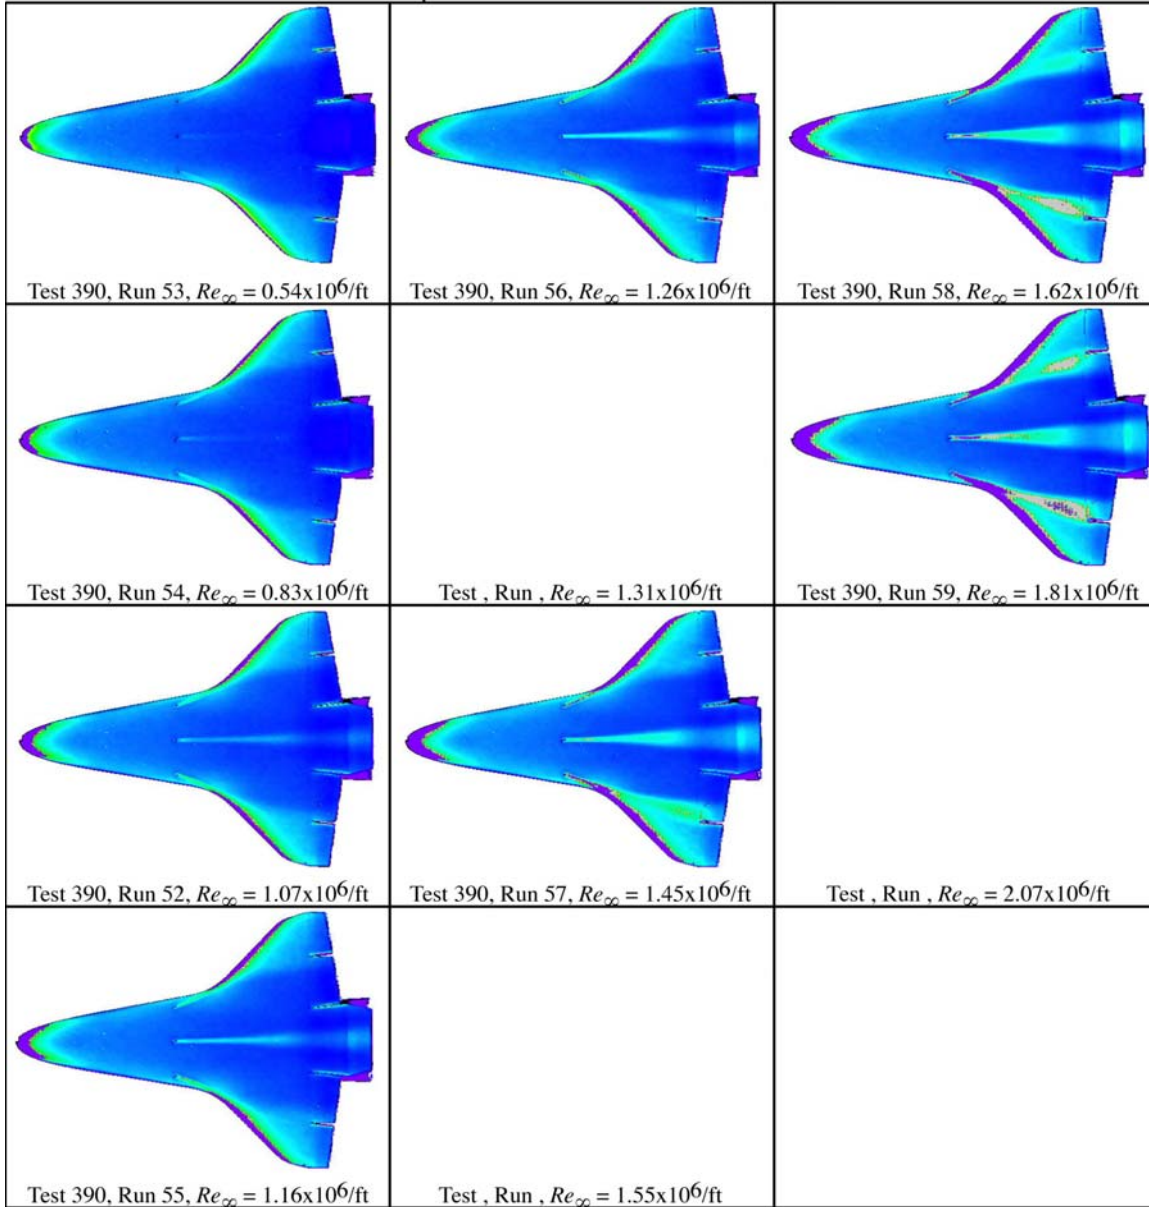 Test 390, Run 53, Re∞ = 0.54x10⁶/ft
Test 390, Run 56, Re∞ = 1.26x10⁶/ft
Test 390, Run 58, Re∞ = 1.62x10⁶/ft
Test 390, Run 54, Re∞ = 0.83x10⁶/ft
Test , Run , Re∞ = 1.31x10⁶/ft
Test 390, Run 59, Re∞ = 1.81x10⁶/ft
Test 390, Run 52, Re∞ = 1.07x10⁶/ft
Test 390, Run 57, Re∞ = 1.45x10⁶/ft
Test , Run , Re∞ = 2.07x10⁶/ft
Test 390, Run 55, Re∞ = 1.16x10⁶/ft
Test , Run , Re∞ = 1.55x10⁶/ft